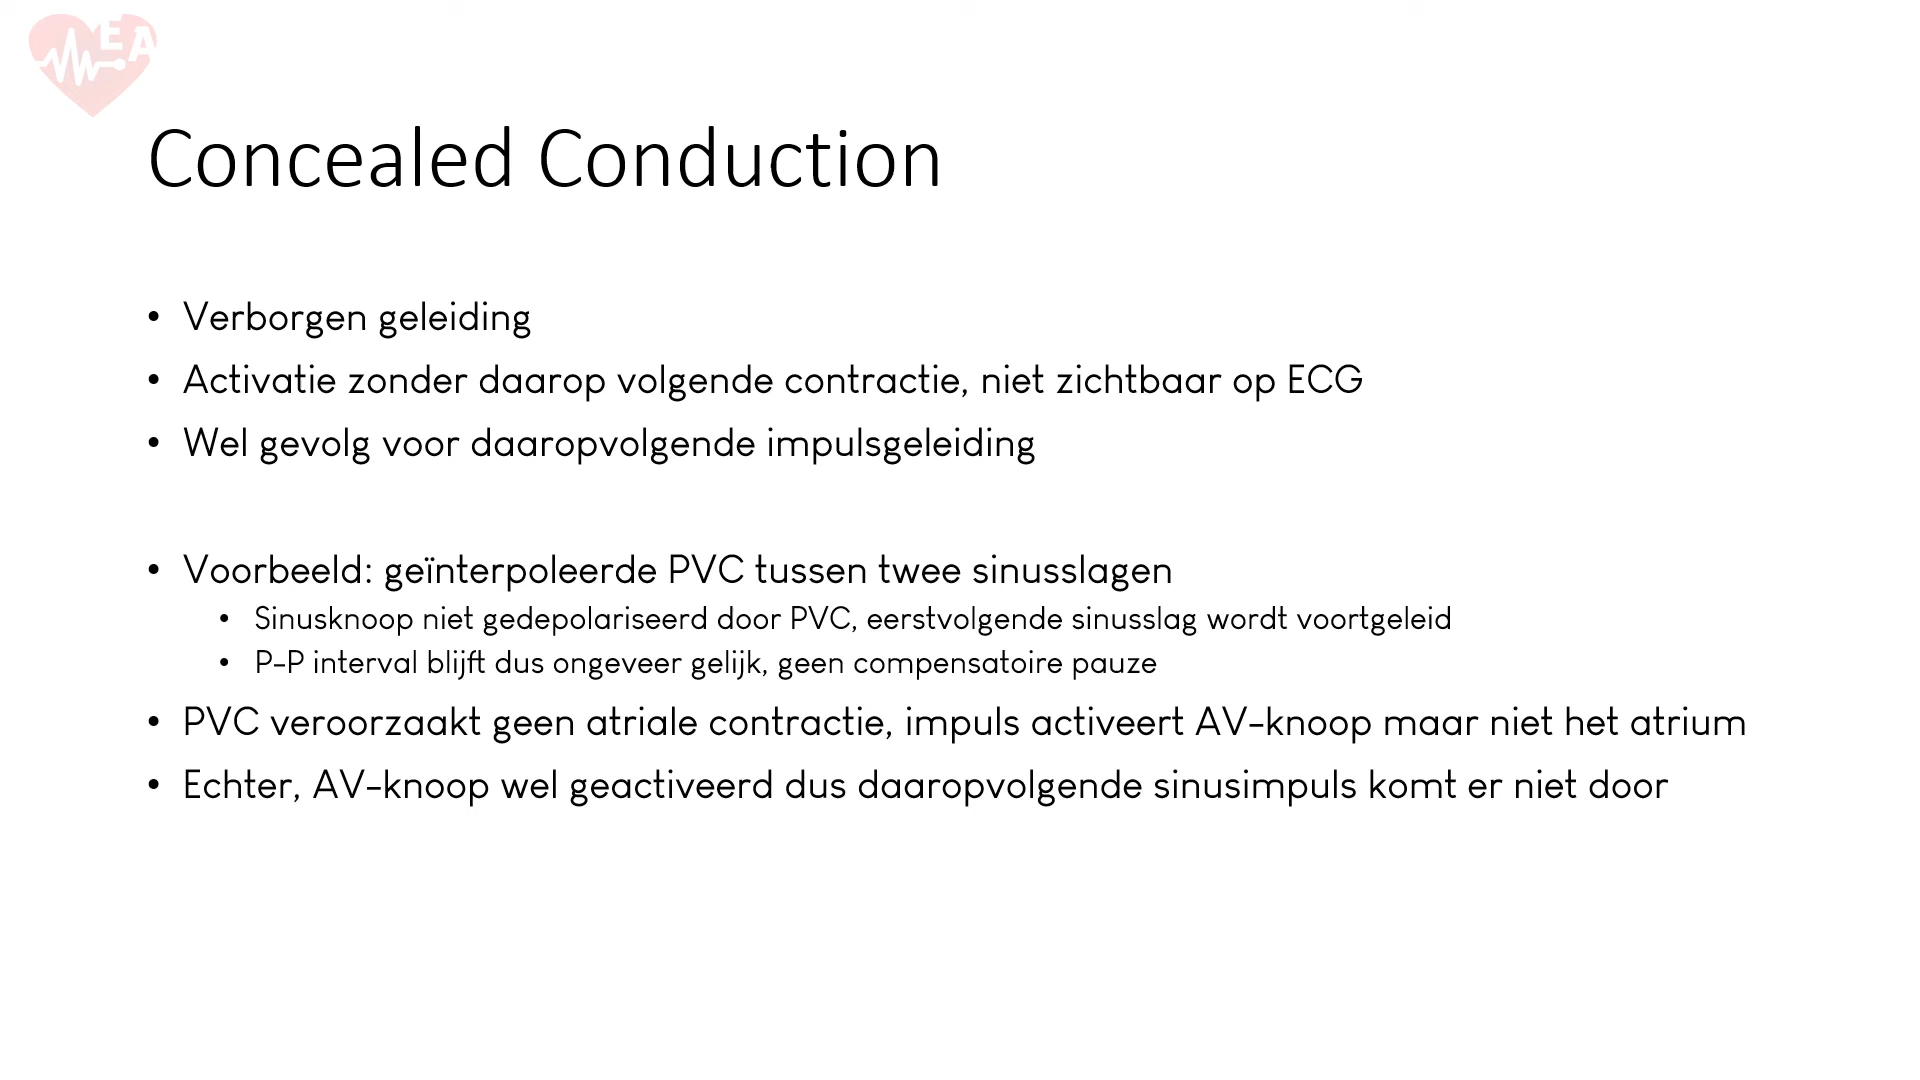 EA
Concealed Conduction
• Verborgen geleiding
• Activatie zonder daarop volgende contractie, niet zichtbaar op ECG
• Wel gevolg voor daaropvolgende impulsgeleiding
• Voorbeeld: geïnterpoleerde PVC tussen twee sinusslagen
• Sinusknoop niet gedepolariseerd door PVC, eerstvolgende sinusslag wordt voortgeleid
• P-P interval blijft dus ongeveer gelijk, geen compensatoire pauze
• PVC veroorzaakt geen atriale contractie, impuls activeert AV-knoop maar niet het atrium
• Echter, AV-knoop wel geactiveerd dus daaropvolgende sinusimpuls komt er niet door